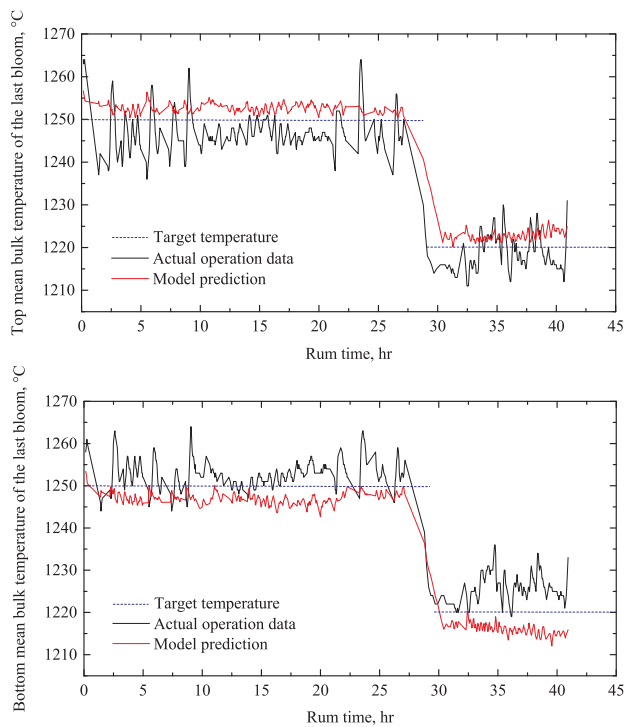 Top mean bulk temperature of the last bloom, °C
1270
1260
1250
1240
1230
1220
1210
Target temperature
Actual operation data
Model prediction
0 5 10 15 20 25 30 35 40 45
Rum time, hr
Bottom mean bulk temperature of the last bloom, °C
1270
1260
1250
1240
1230
1220
1210
Target temperature
Actual operation data
Model prediction
0 5 10 15 20 25 30 35 40 45
Rum time, hr